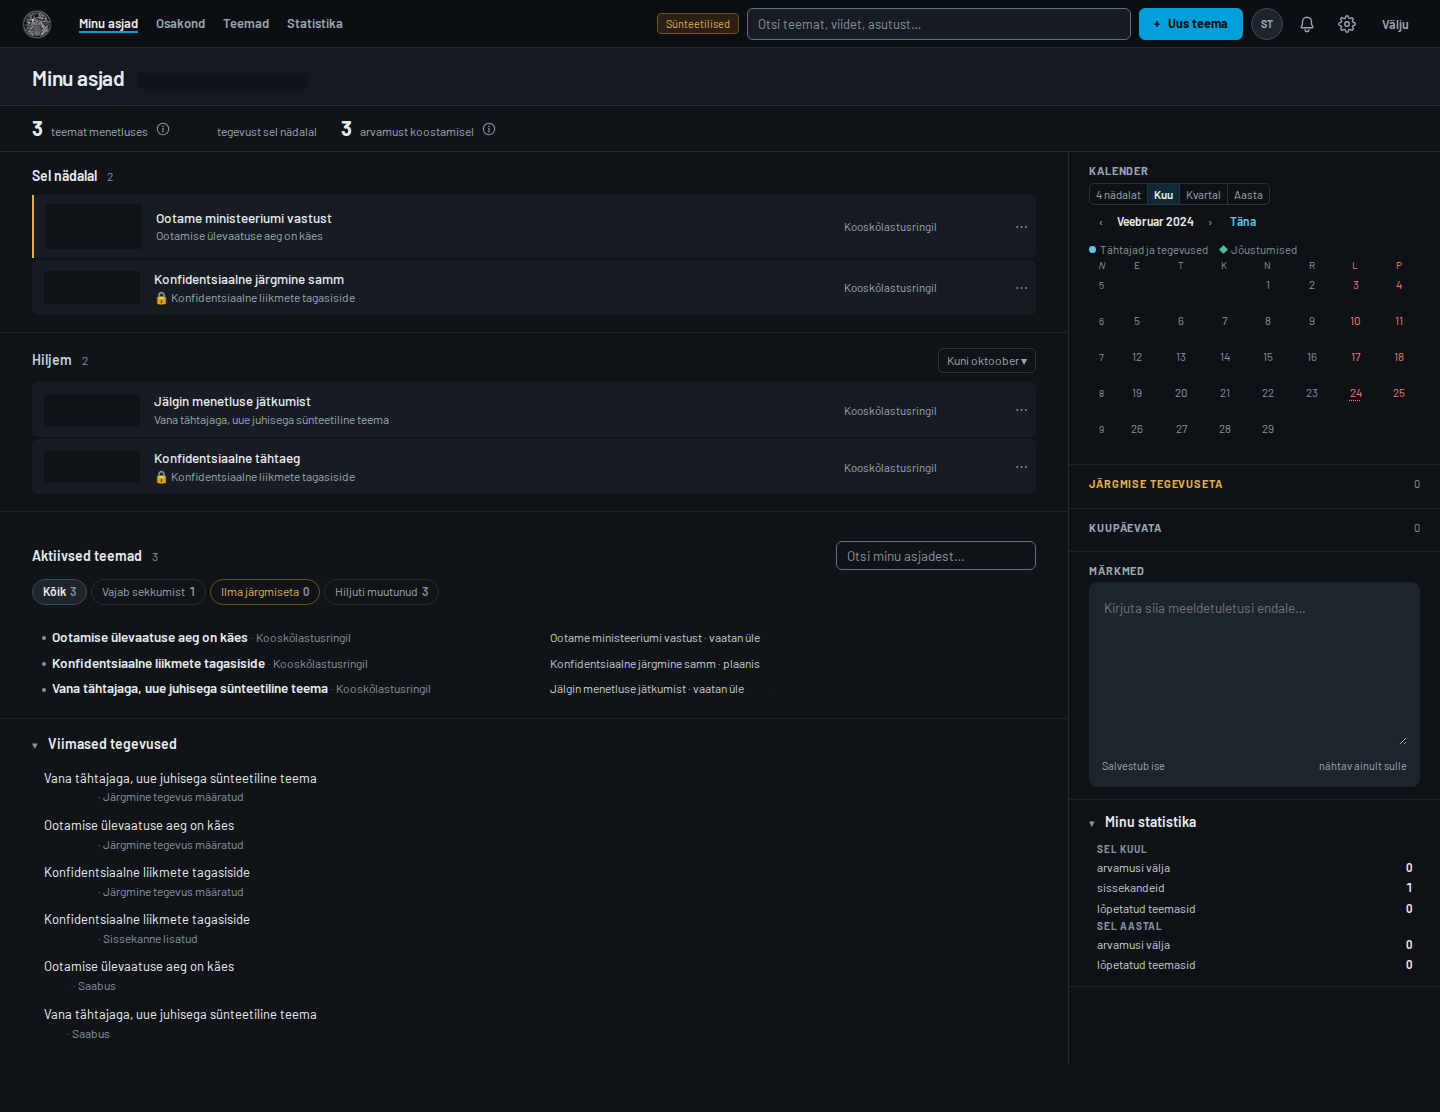 Minu asjad Osakond Teemad Statistika Sünteetilised Otsi teemat, viidet, asutust... + Uus teema ST Välju
Minu asjad
3 teemat menetluses tegevust sel nädalal 3 arvamust koostamisel
Sel nädalal 2
Ootame ministeeriumi vastust
Ootamise ülevaatuse aeg on käes
Kooskõlastusringil ...
Konfidentsiaalne järgmine samm
🔒 Konfidentsiaalne liikmete tagasiside
Kooskõlastusringil ...
Hiljem 2 Kuni oktoober ▾
Jälgin menetluse jätkumist
Vana tähtajaga, uue juhisega sünteetiline teema
Kooskõlastusringil ...
Konfidentsiaalne tähtaeg
🔒 Konfidentsiaalne liikmete tagasiside
Kooskõlastusringil ...
Aktiivsed teemad 3 Otsi minu asjadest...
Kõik 3 Vajab sekkumist 1 Ilma järgmiseta 0 Hiljuti muutunud 3
• Ootamise ülevaatuse aeg on käes · Kooskõlastusringil Ootame ministeeriumi vastust · vaatan üle
• Konfidentsiaalne liikmete tagasiside · Kooskõlastusringil Konfidentsiaalne järgmine samm · plaanis
• Vana tähtajaga, uue juhisega sünteetiline teema · Kooskõlastusringil Jälgin menetluse jätkumist · vaatan üle
▾ Viimased tegevused
Vana tähtajaga, uue juhisega sünteetiline teema
· Järgmine tegevus määratud
Ootamise ülevaatuse aeg on käes
· Järgmine tegevus määratud
Konfidentsiaalne liikmete tagasiside
· Järgmine tegevus määratud
Konfidentsiaalne liikmete tagasiside
· Sissekanne lisatud
Ootamise ülevaatuse aeg on käes
· Saabus
Vana tähtajaga, uue juhisega sünteetiline teema
· Saabus
KALENDER
4 nädalat Kuu Kvartal Aasta
‹ Veebruar 2024 › Täna
Tähtajad ja tegevused Jõustumised
N E T K N R L P
5 1 2 3 4
6 5 6 7 8 9 10 11
7 12 13 14 15 16 17 18
8 19 20 21 22 23 24 25
9 26 27 28 29
JÄRGMISE TEGEVUSETA 0
KUUPÄEVATA 0
MÄRKMED
Kirjuta siia meeldetuletusi endale...
Salvestub ise nähtav ainult sulle
▾ Minu statistika
SEL KUUL
arvamusi välja 0
sissekandeid 1
lõpetatud teemasid 0
SEL AASTAL
arvamusi välja 0
lõpetatud teemasid 0